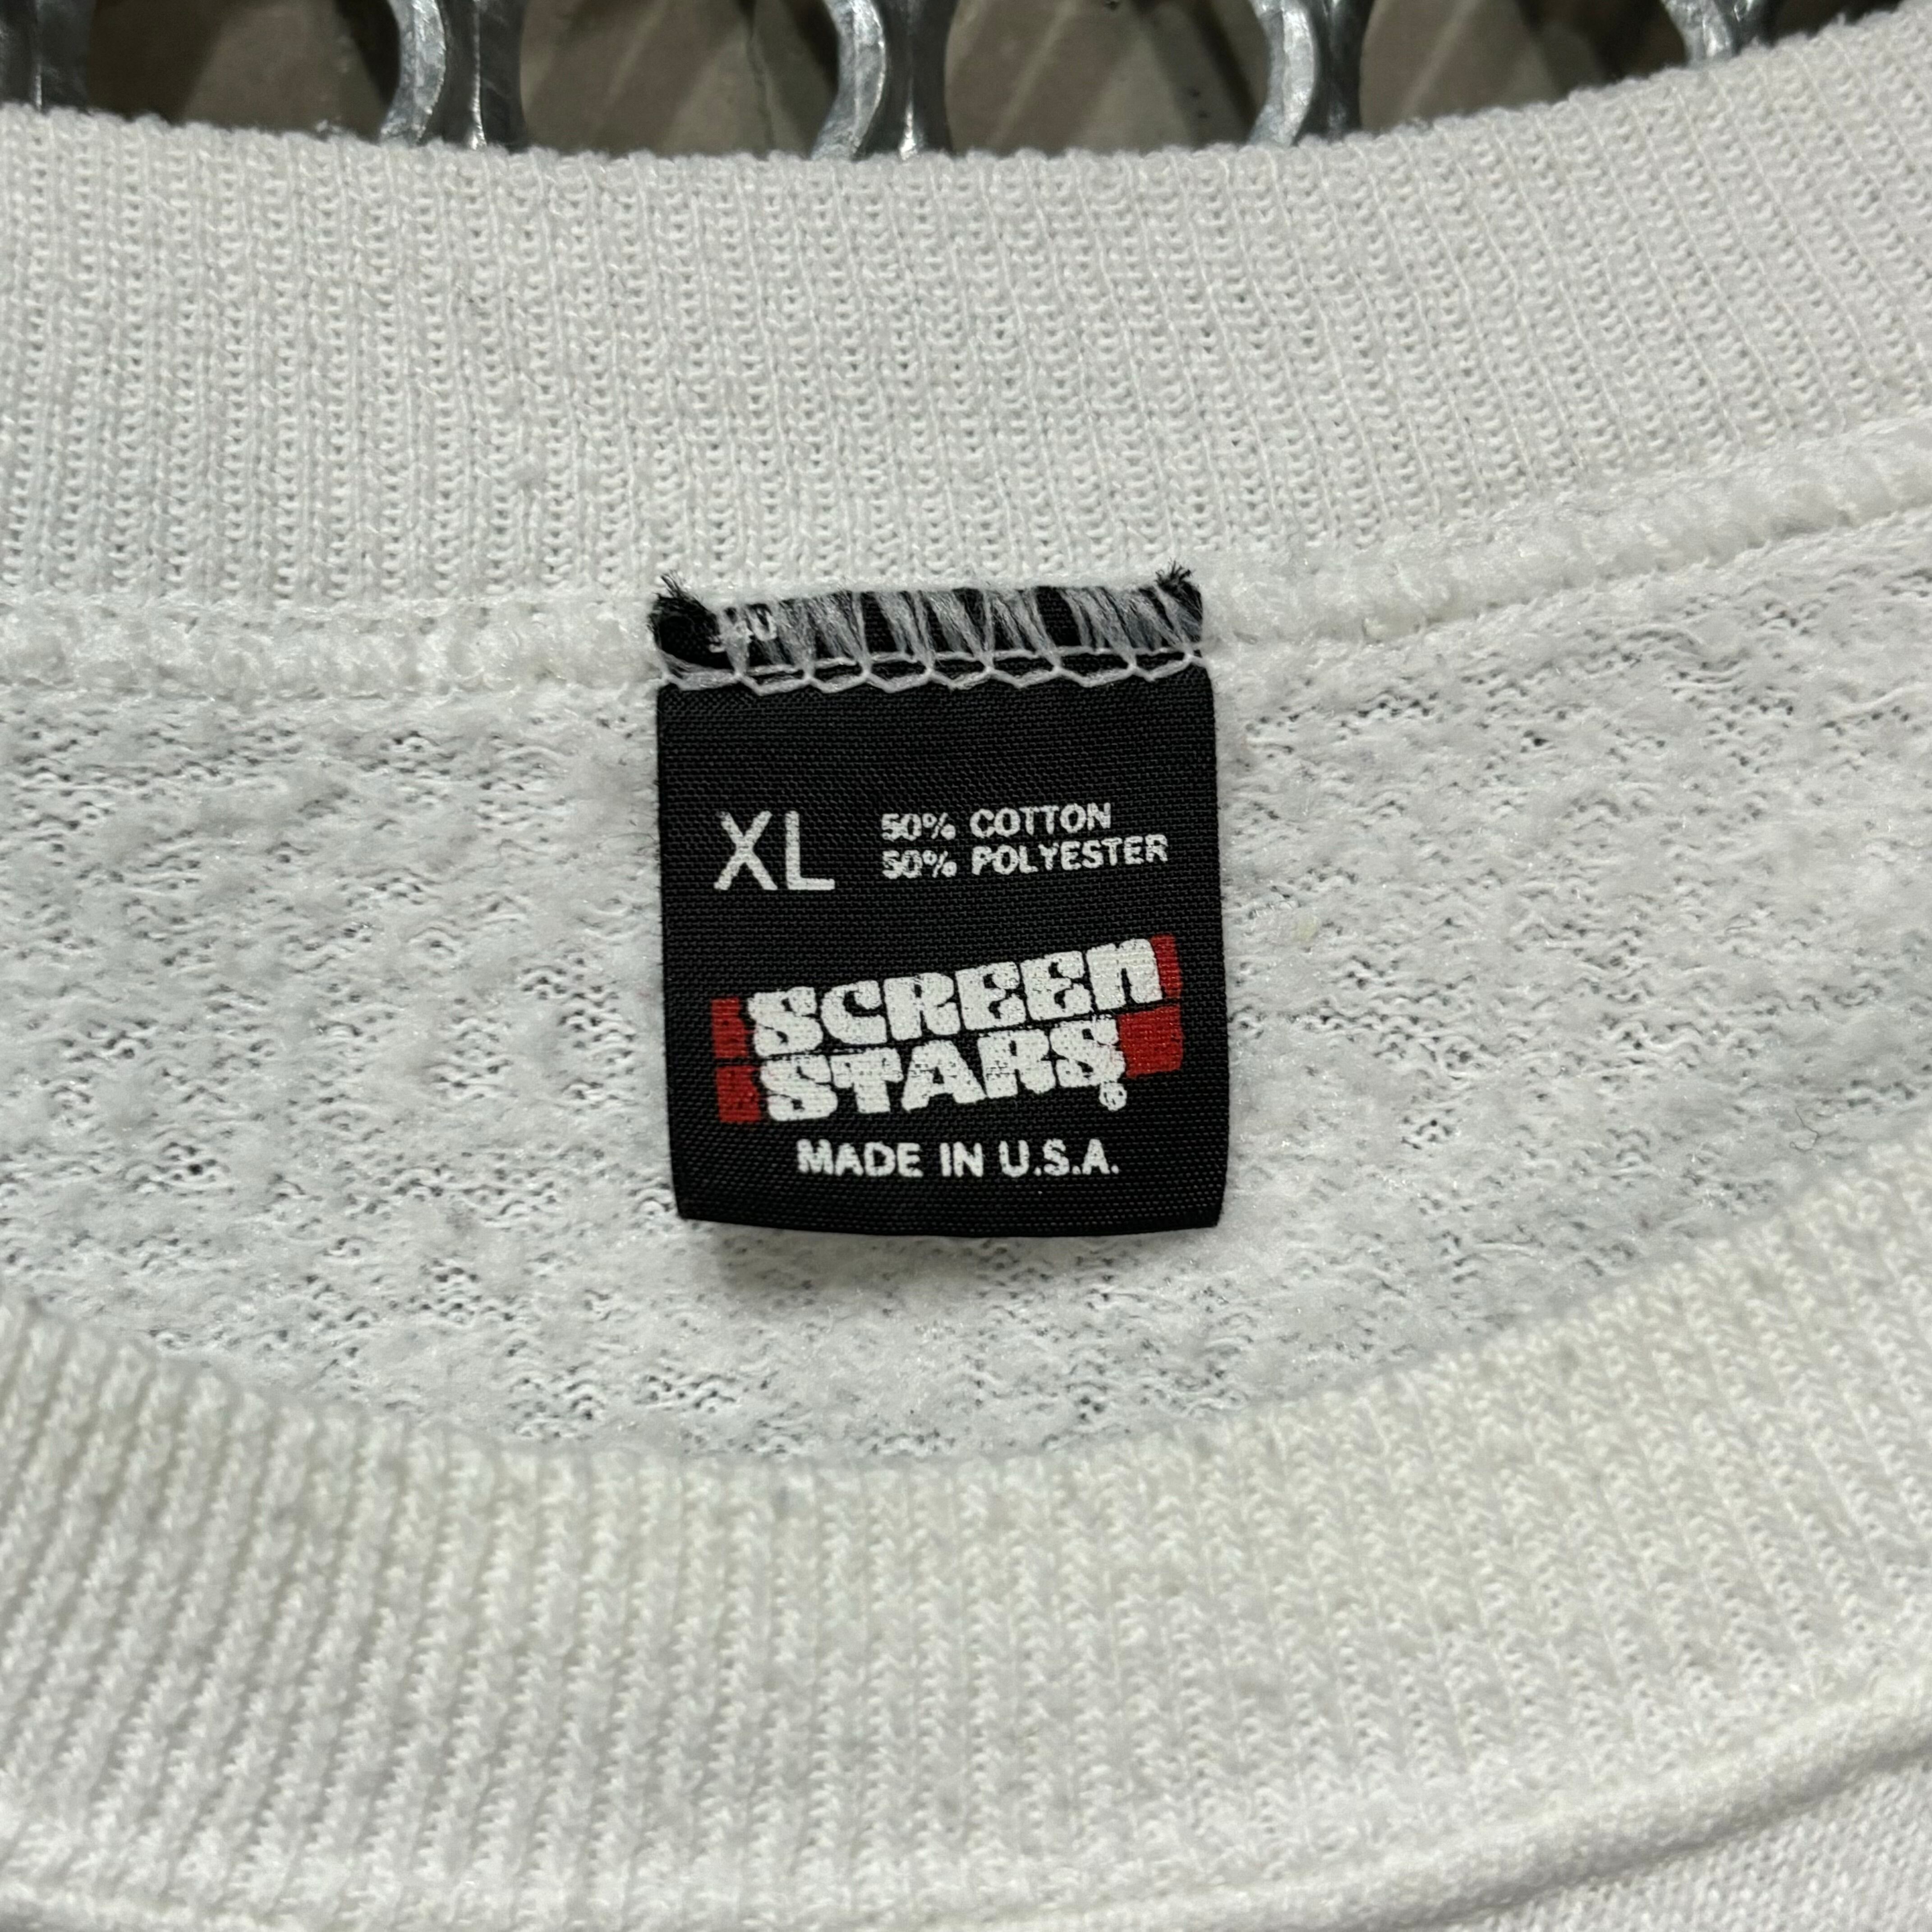 XL
50% COTTON
50% POLYESTER
SCREEN
STARS®
MADE IN U.S.A.